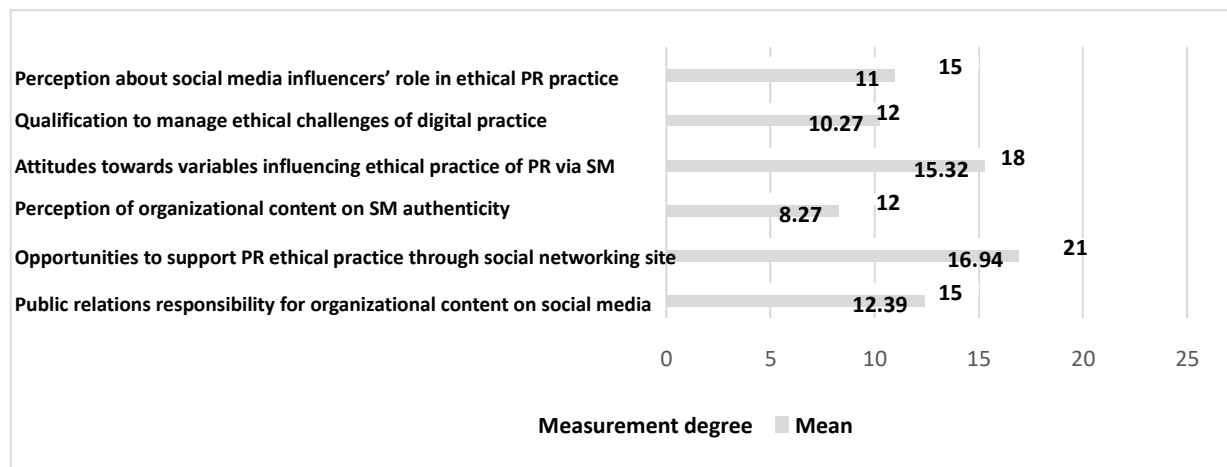 Perception about social media influencers’ role in ethical PR practice
11
15
Qualification to manage ethical challenges of digital practice
10.27
12
Attitudes towards variables influencing ethical practice of PR via SM
15.32
18
Perception of organizational content on SM authenticity
8.27
12
Opportunities to support PR ethical practice through social networking site
16.94
21
Public relations responsibility for organizational content on social media
12.39
15
0 5 10 15 20 25
Measurement degree Mean